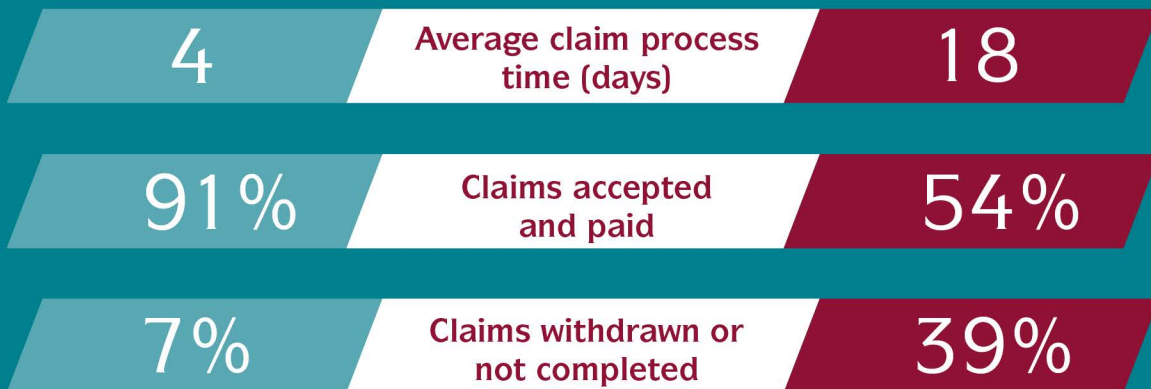 4 Average claim process 18
time (days)
91% Claims accepted 54%
and paid
7% Claims withdrawn or 39%
not completed